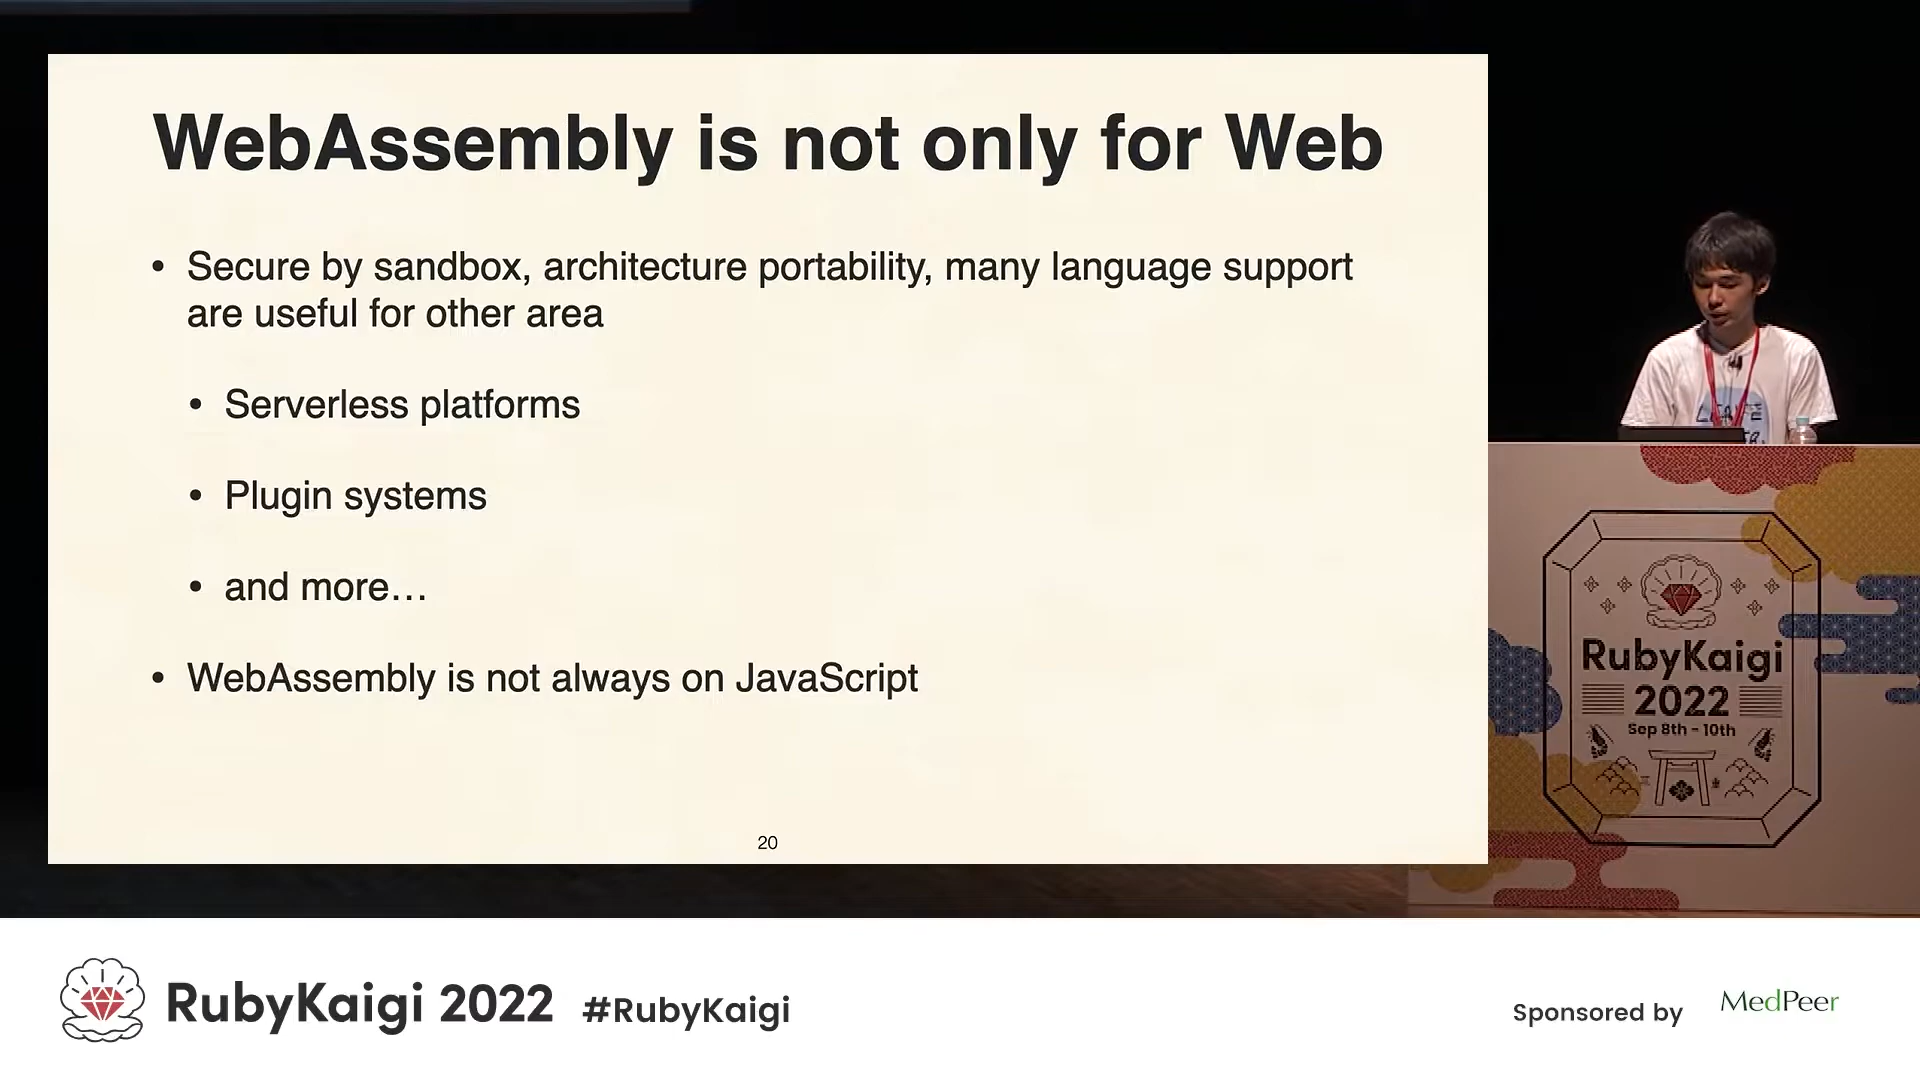 WebAssembly is not only for Web
• Secure by sandbox, architecture portability, many language support
are useful for other area
• Serverless platforms
• Plugin systems
• and more…
• WebAssembly is not always on JavaScript
20
RubyKaigi
2022
Sep 8th - 10th
RubyKaigi 2022 #RubyKaigi
Sponsored by MedPeer